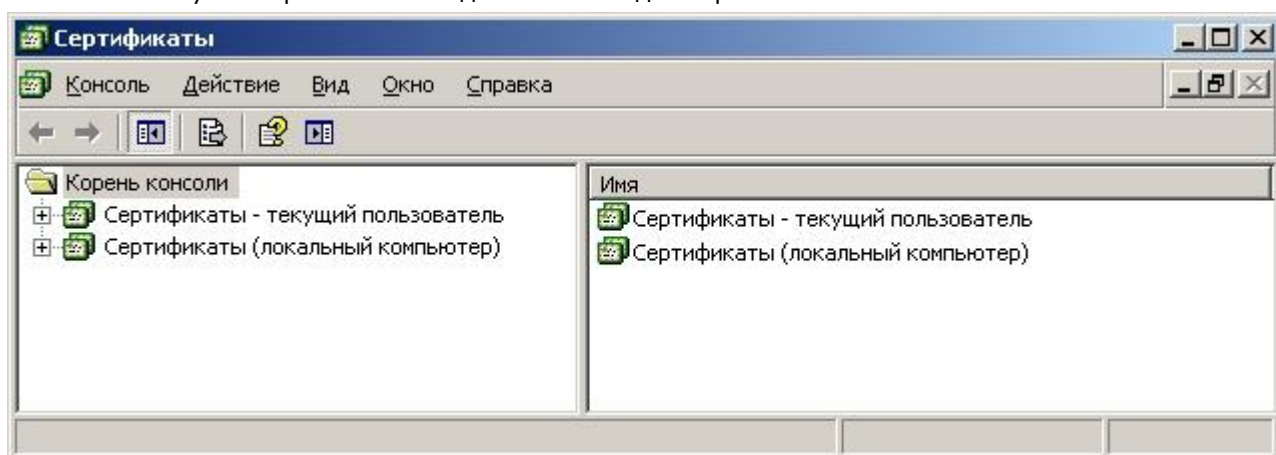 Сертификаты
Консоль Действие Вид Окно Справка
Корень консоли
Сертификаты - текущий пользователь
Сертификаты (локальный компьютер)
Имя
Сертификаты - текущий пользователь
Сертификаты (локальный компьютер)